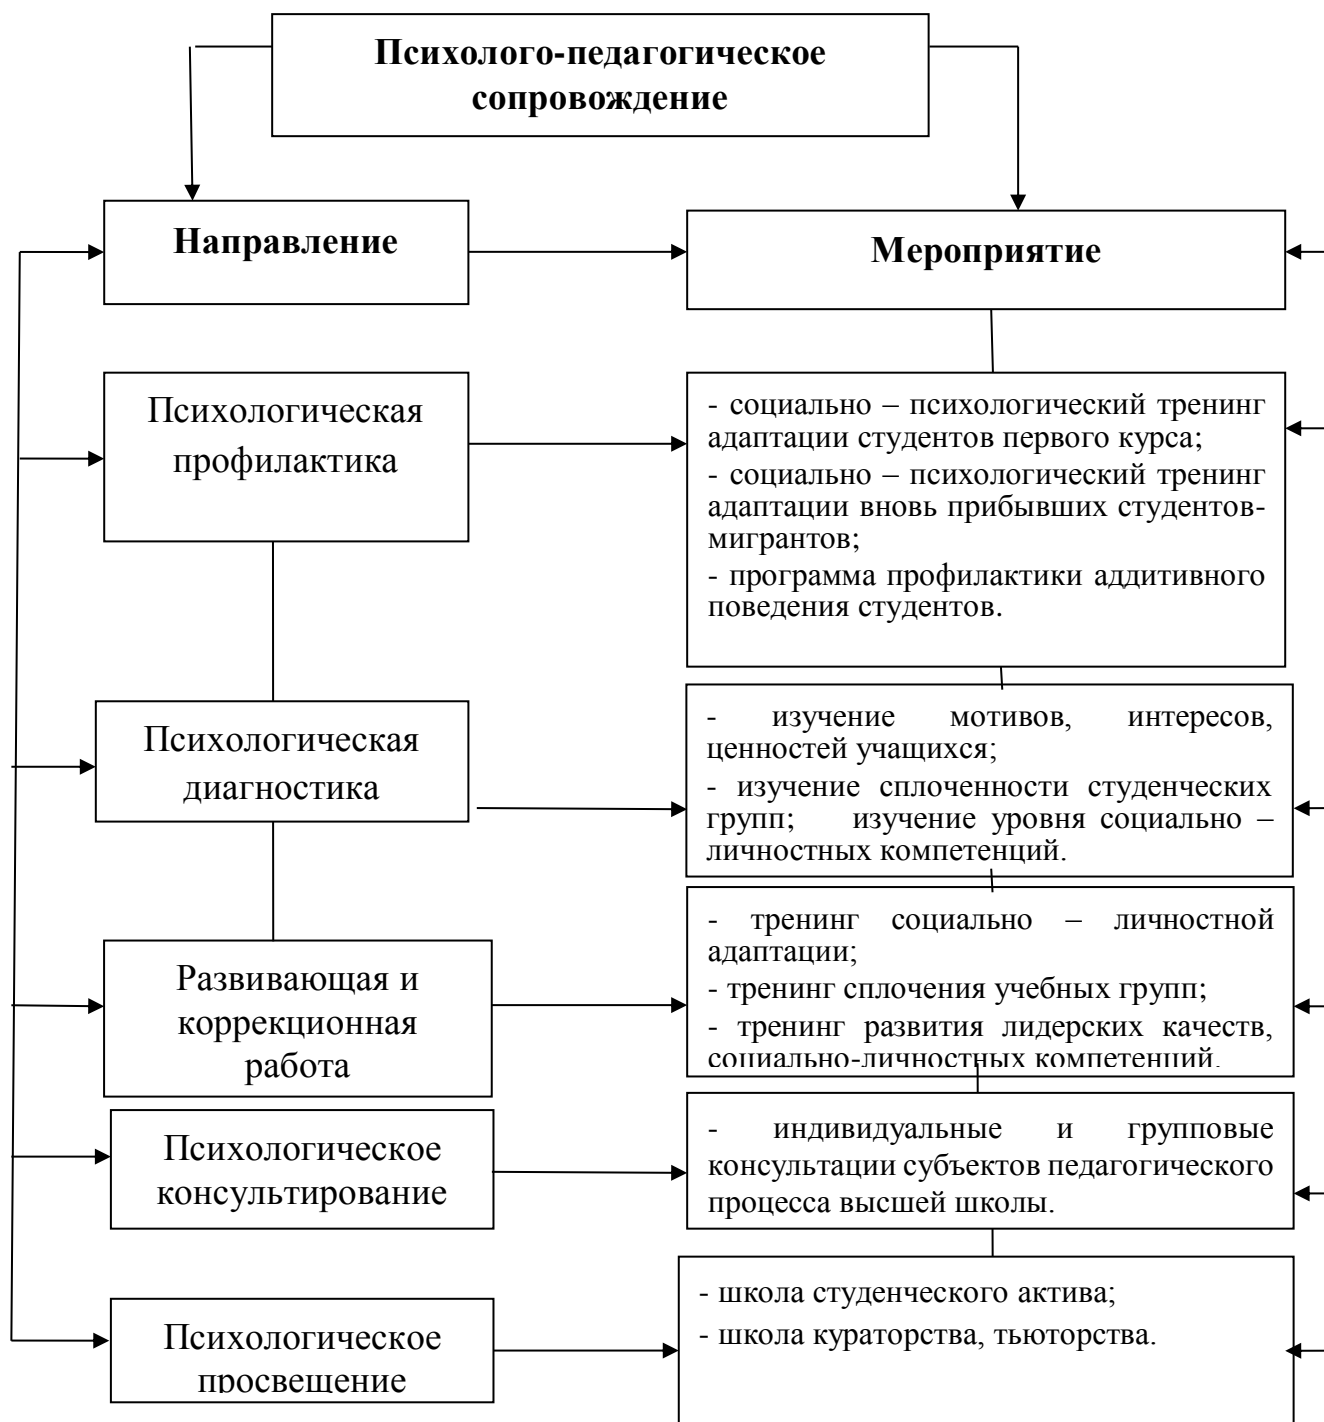 Психолого-педагогическое
сопровождение
Направление
Мероприятие
Психологическая
профилактика
- социально – психологический тренинг
адаптации студентов первого курса;
- социально – психологический тренинг
адаптации вновь прибывших студентов-
мигрантов;
- программа профилактики аддитивного
поведения студентов.
Психологическая
диагностика
- изучение мотивов, интересов,
ценностей учащихся;
- изучение сплоченности студенческих
групп; изучение уровня социально –
личностных компетенций.
Развивающая и
коррекционная
работа
- тренинг социально – личностной
адаптации;
- тренинг сплочения учебных групп;
- тренинг развития лидерских качеств,
социально-личностных компетенций.
Психологическое
консультирование
- индивидуальные и групповые
консультации субъектов педагогического
процесса высшей школы.
Психологическое
просвещение
- школа студенческого актива;
- школа кураторства, тьюторства.